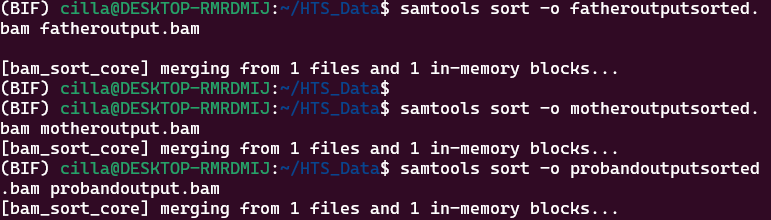 (BIF) cilla@DESKTOP-RMRDMIJ:~/HTS_Data$ samtools sort -o fatheroutputsorted.
bam fatheroutput.bam
[bam_sort_core] merging from 1 files and 1 in-memory blocks...
(BIF) cilla@DESKTOP-RMRDMIJ:~/HTS_Data$
(BIF) cilla@DESKTOP-RMRDMIJ:~/HTS_Data$ samtools sort -o motheroutputsorted.
bam motheroutput.bam
[bam_sort_core] merging from 1 files and 1 in-memory blocks...
(BIF) cilla@DESKTOP-RMRDMIJ:~/HTS_Data$ samtools sort -o probandoutputsorted
.bam probandoutput.bam
[bam_sort_core] merging from 1 files and 1 in-memory blocks...